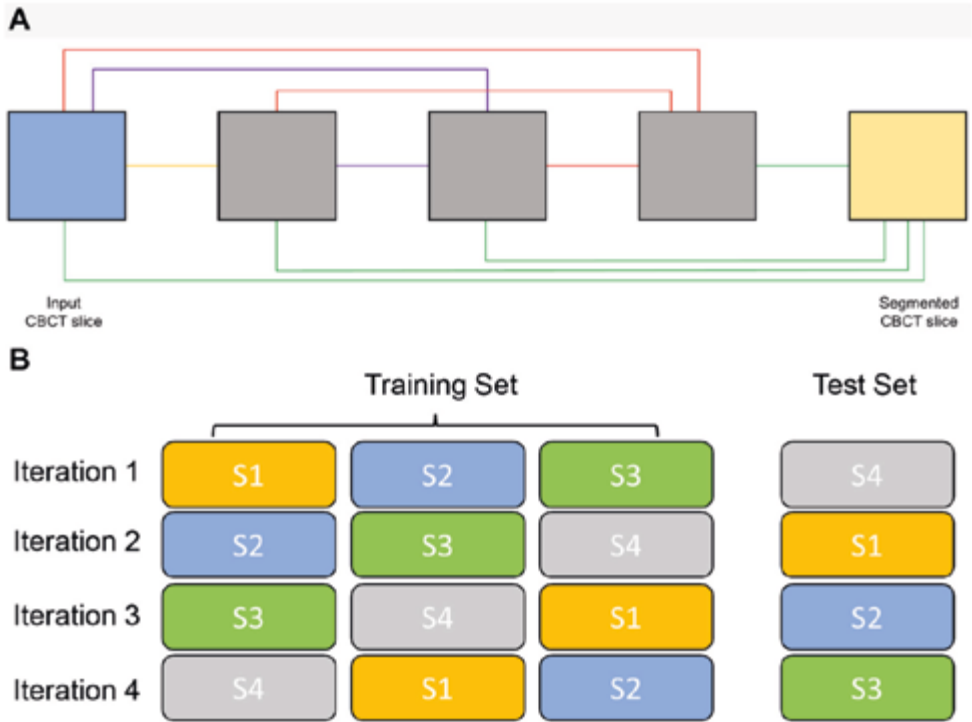 A
Input
CBCT slice
Segmented
CBCT slice
B
Training Set
Test Set
Iteration 1 S1 S2 S3 S4
Iteration 2 S2 S3 S4 S1
Iteration 3 S3 S4 S1 S2
Iteration 4 S4 S1 S2 S3